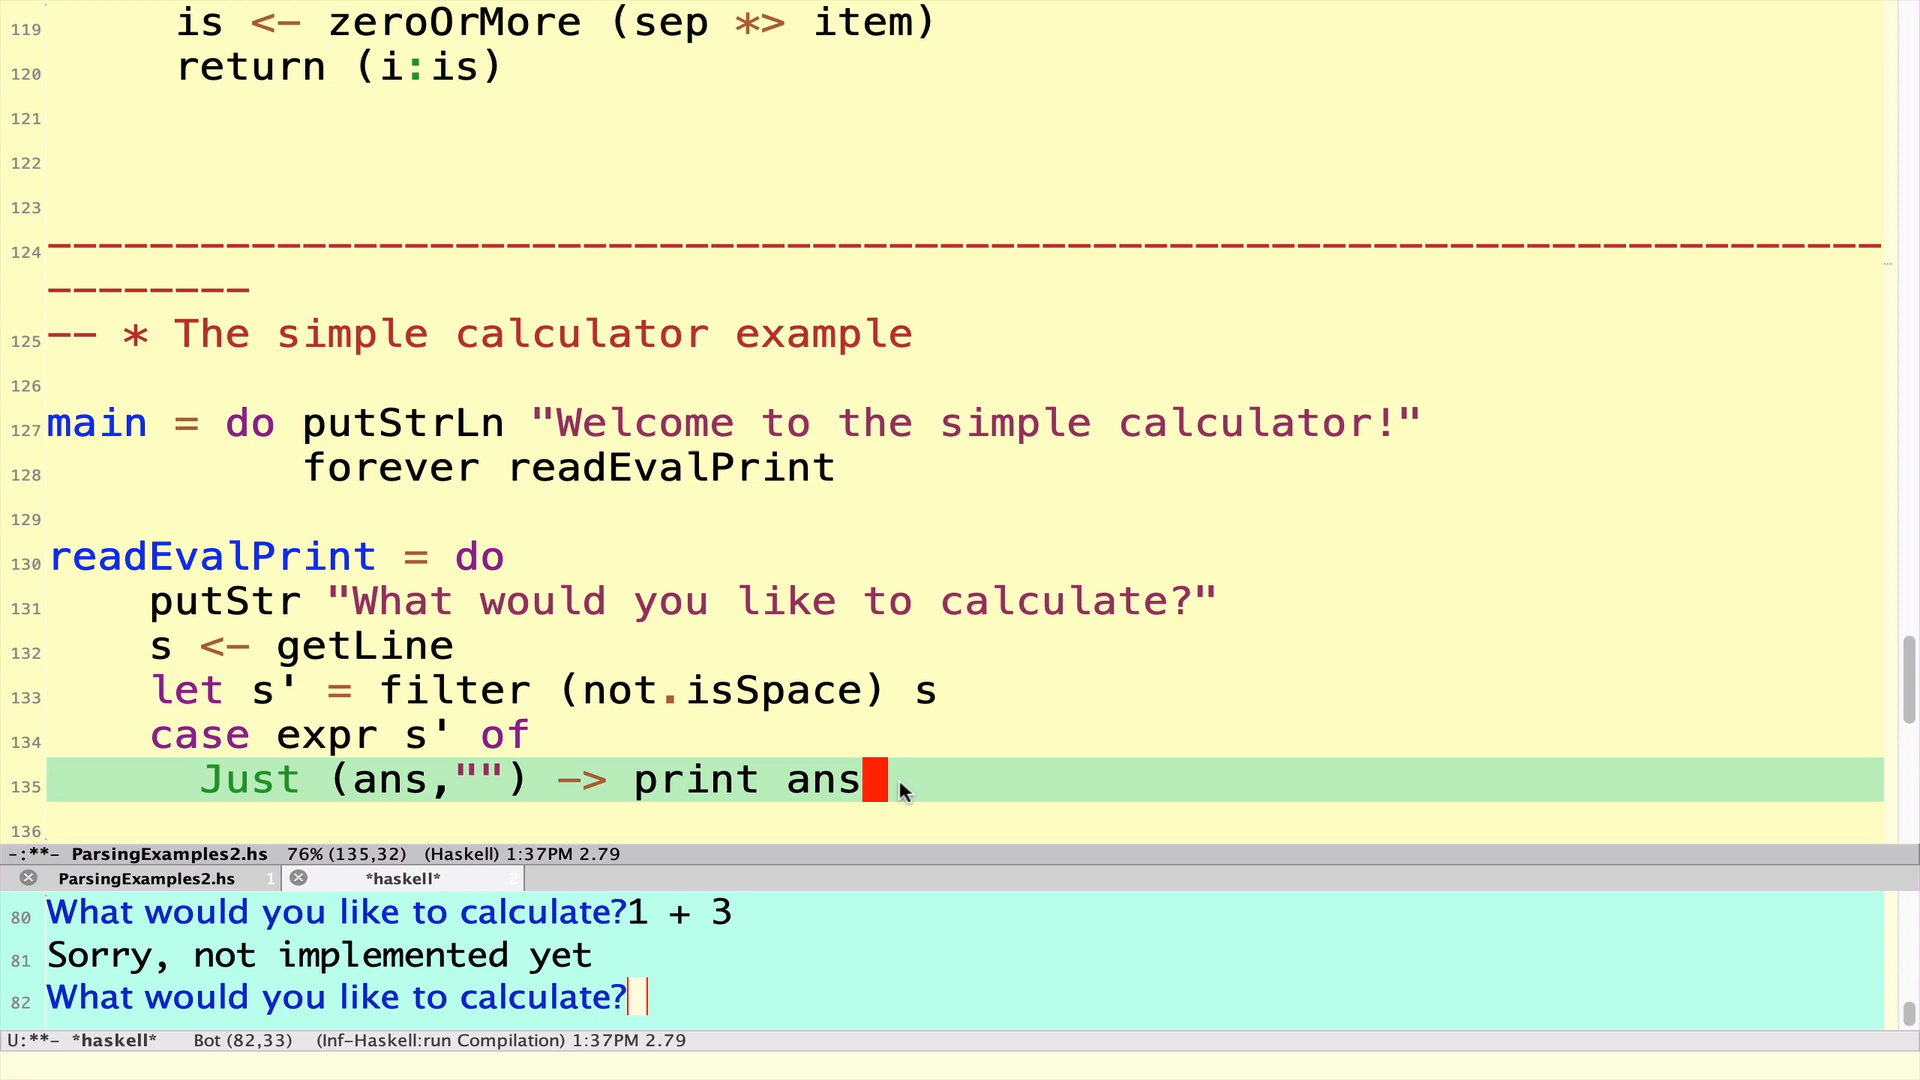 119 is <- zeroOrMore (sep *> item)
120 return (i:is)
121
122
123
124 --------------------------------------------------------------------------------
125 -- * The simple calculator example
126
127 main = do putStrLn "Welcome to the simple calculator!"
128 forever readEvalPrint
129
130 readEvalPrint = do
131 putStr "What would you like to calculate?"
132 s <- getLine
133 let s' = filter (not.isSpace) s
134 case expr s' of
135 Just (ans,"") -> print ans
136
-:**- ParsingExamples2.hs 76% (135,32) (Haskell) 1:37PM 2.79
ParsingExamples2.hs 1 *haskell* 2
80 What would you like to calculate?1 + 3
81 Sorry, not implemented yet
82 What would you like to calculate?
U:**- *haskell* Bot (82,33) (Inf-Haskell:run Compilation) 1:37PM 2.79